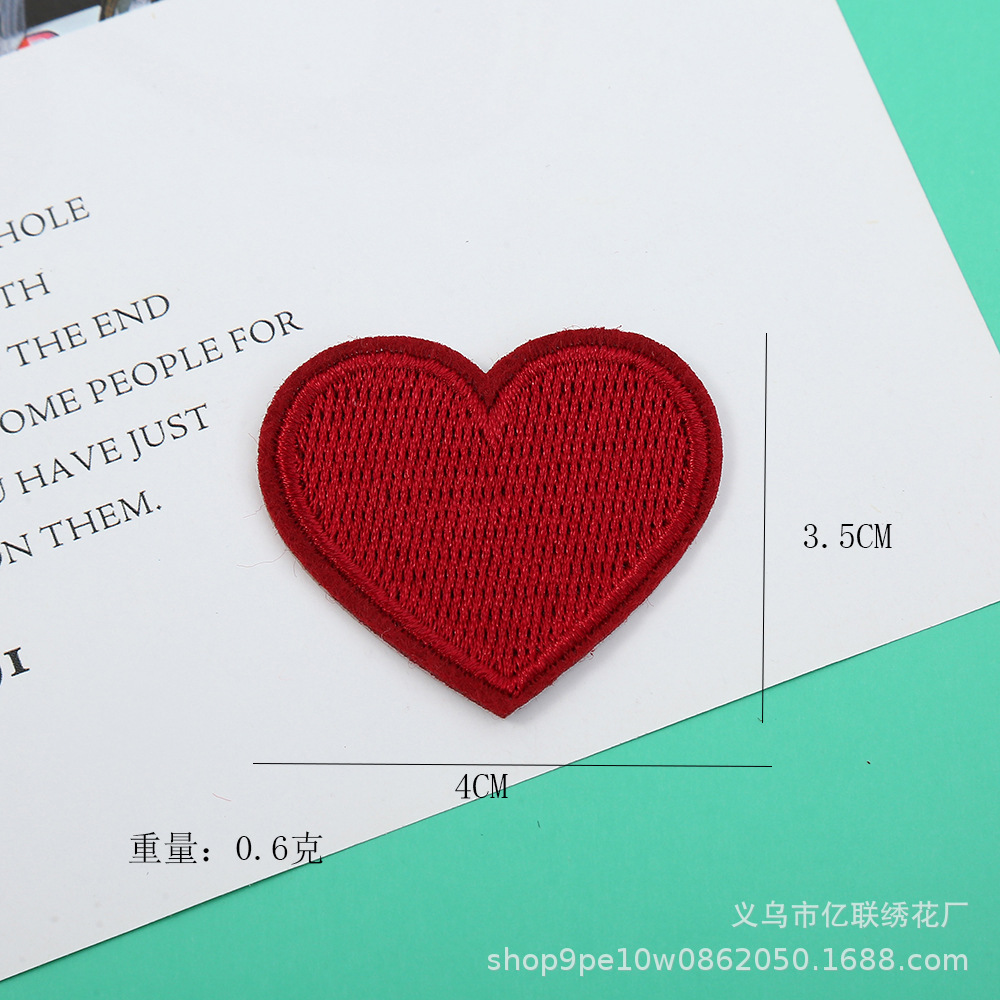 HOLE
TH
THE END
OME PEOPLE FOR
U HAVE JUST
ON THEM.
3.5CM
4CM
重量：0.6克
义乌市亿联绣花厂
shop9pe10w0862050.1688.com